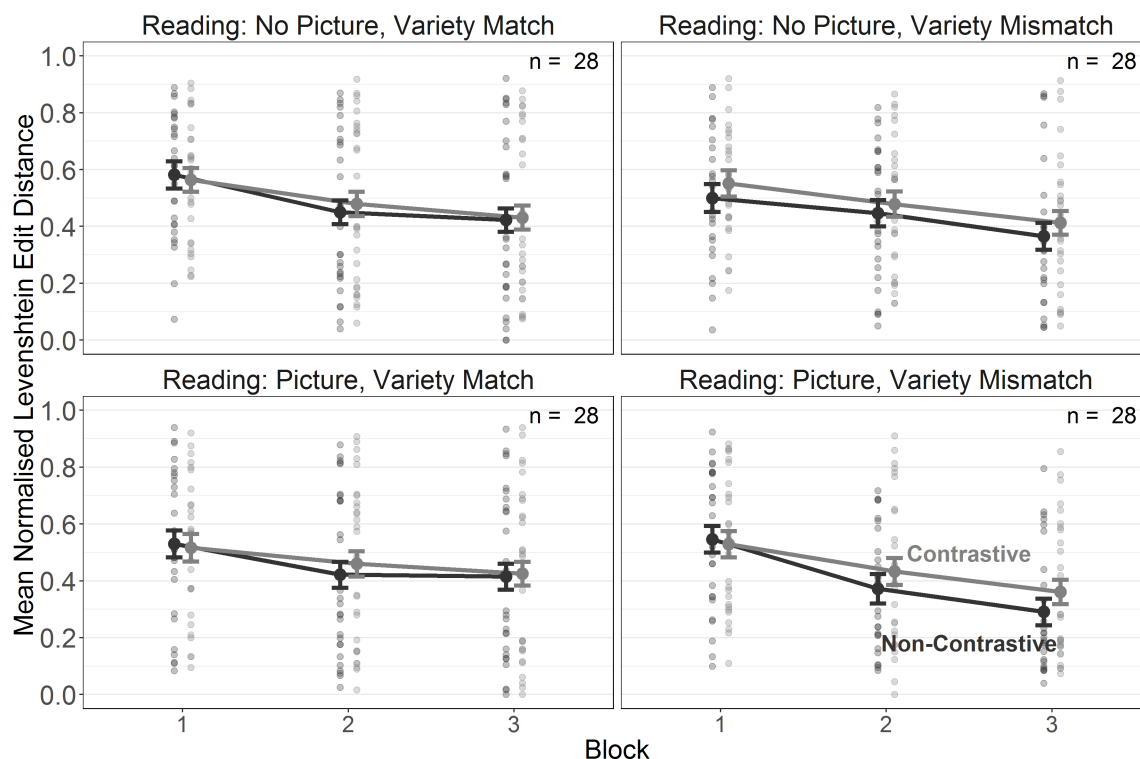 Reading: No Picture, Variety Match
Reading: No Picture, Variety Mismatch
n = 28
n = 28
1.0
0.8
0.6
0.4
0.2
0.0
Reading: Picture, Variety Match
Reading: Picture, Variety Mismatch
n = 28
n = 28
1.0
0.8
0.6
0.4
0.2
0.0
Contrastive
Non-Contrastive
1
2
3
1
2
3
Block
Mean Normalised Levenshtein Edit Distance